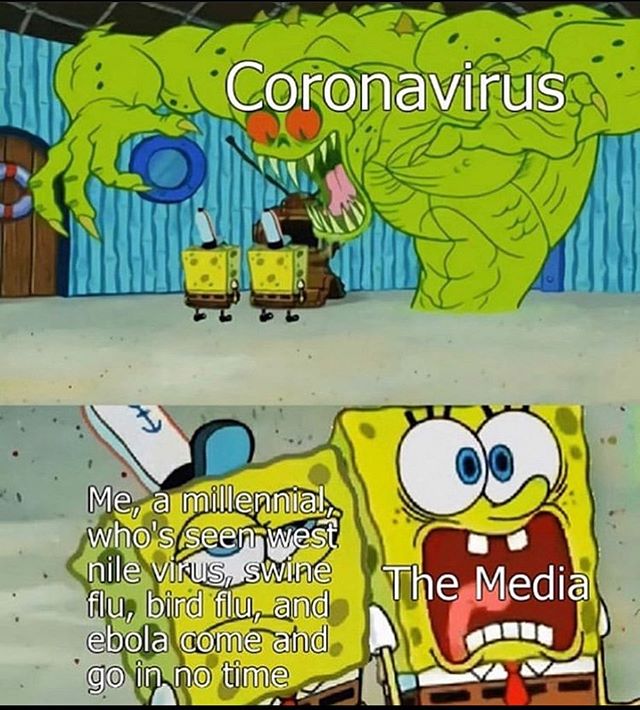 Coronavirus
Me, a millennial,
who's seen west
nile virus, swine
flu, bird flu, and
ebola come and
go in no time
The Media